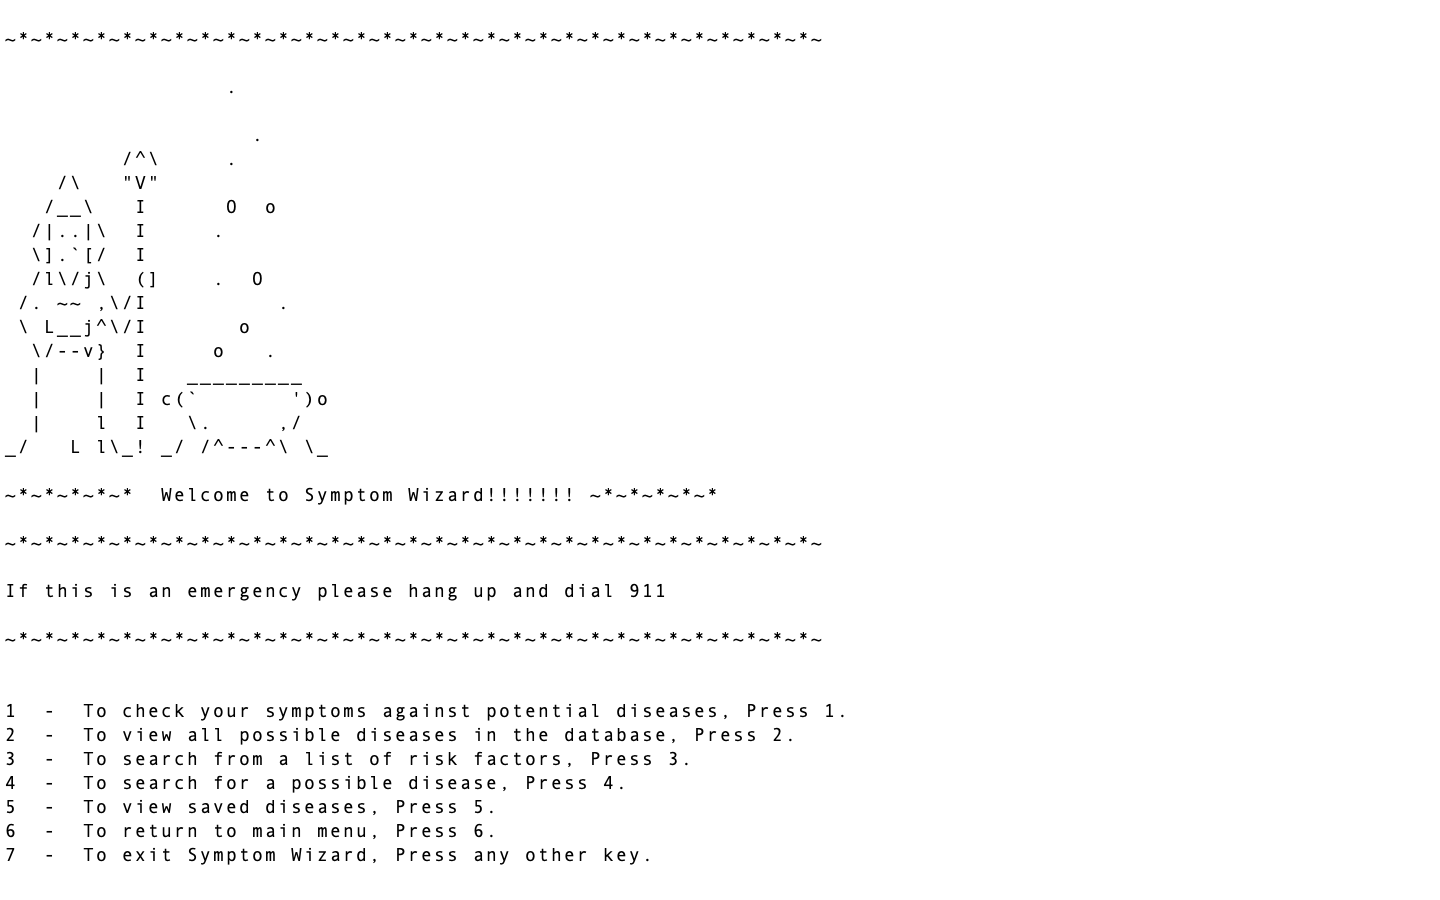 ~*~*~*~*~*~*~*~*~*~*~*~*~*~*~*~*~*~*~*~*~*~*~*~*~*~*~*~*~*~*~*~
                 .
                   .
         /^\     .
    /\   "V"
   /__\   I      O  o
  /|..|\  I     .
  \].`[/  I
  /l\/j\  (]    .  O
 /. ~~ ,\/I          .
 \ L__j^\/I       o
  \/--v}  I     o   .
  |    |  I   _________
  |    |  I c(`       ')o
  |    l  I   \.     ,/
_/   L l\_! _/ /^---^\ \_
~*~*~*~*~*  Welcome to Symptom Wizard!!!!!!! ~*~*~*~*~*
~*~*~*~*~*~*~*~*~*~*~*~*~*~*~*~*~*~*~*~*~*~*~*~*~*~*~*~*~*~*~*~
If this is an emergency please hang up and dial 911
~*~*~*~*~*~*~*~*~*~*~*~*~*~*~*~*~*~*~*~*~*~*~*~*~*~*~*~*~*~*~*~
1  -  To check your symptoms against potential diseases, Press 1.
2  -  To view all possible diseases in the database, Press 2.
3  -  To search from a list of risk factors, Press 3.
4  -  To search for a possible disease, Press 4.
5  -  To view saved diseases, Press 5.
6  -  To return to main menu, Press 6.
7  -  To exit Symptom Wizard, Press any other key.